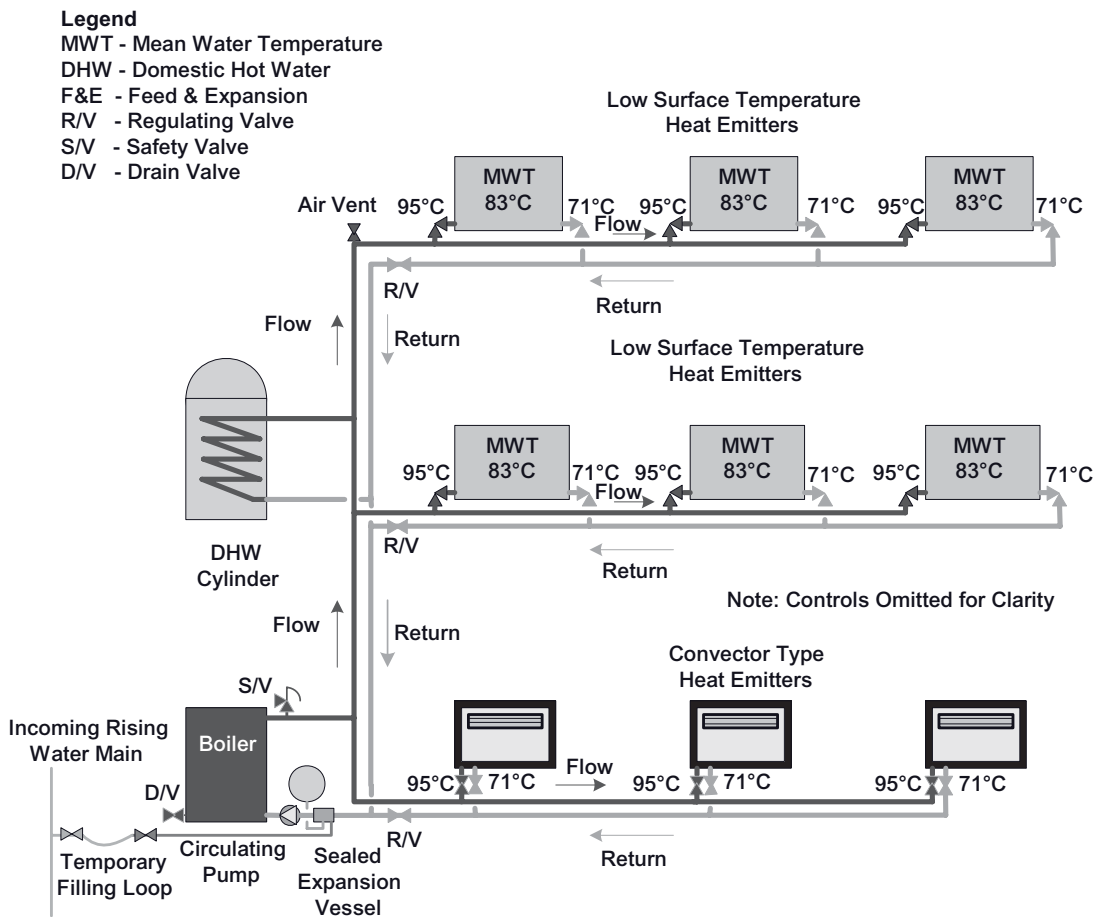 Legend
MWT - Mean Water Temperature
DHW - Domestic Hot Water
F&E - Feed & Expansion
R/V - Regulating Valve
S/V - Safety Valve
D/V - Drain Valve
Low Surface Temperature
Heat Emitters
Air Vent
95°C
MWT
83°C
71°C
Flow
95°C
MWT
83°C
71°C
95°C
MWT
83°C
71°C
R/V
Return
Flow
Return
Low Surface Temperature
Heat Emitters
95°C
MWT
83°C
71°C
Flow
95°C
MWT
83°C
71°C
95°C
MWT
83°C
71°C
R/V
Return
DHW
Cylinder
Note: Controls Omitted for Clarity
Flow
Return
Convector Type
Heat Emitters
S/V
Incoming Rising
Water Main
Boiler
95°C
71°C
Flow
95°C
71°C
95°C
71°C
D/V
R/V
Return
Temporary
Filling Loop
Circulating
Pump
Sealed
Expansion
Vessel